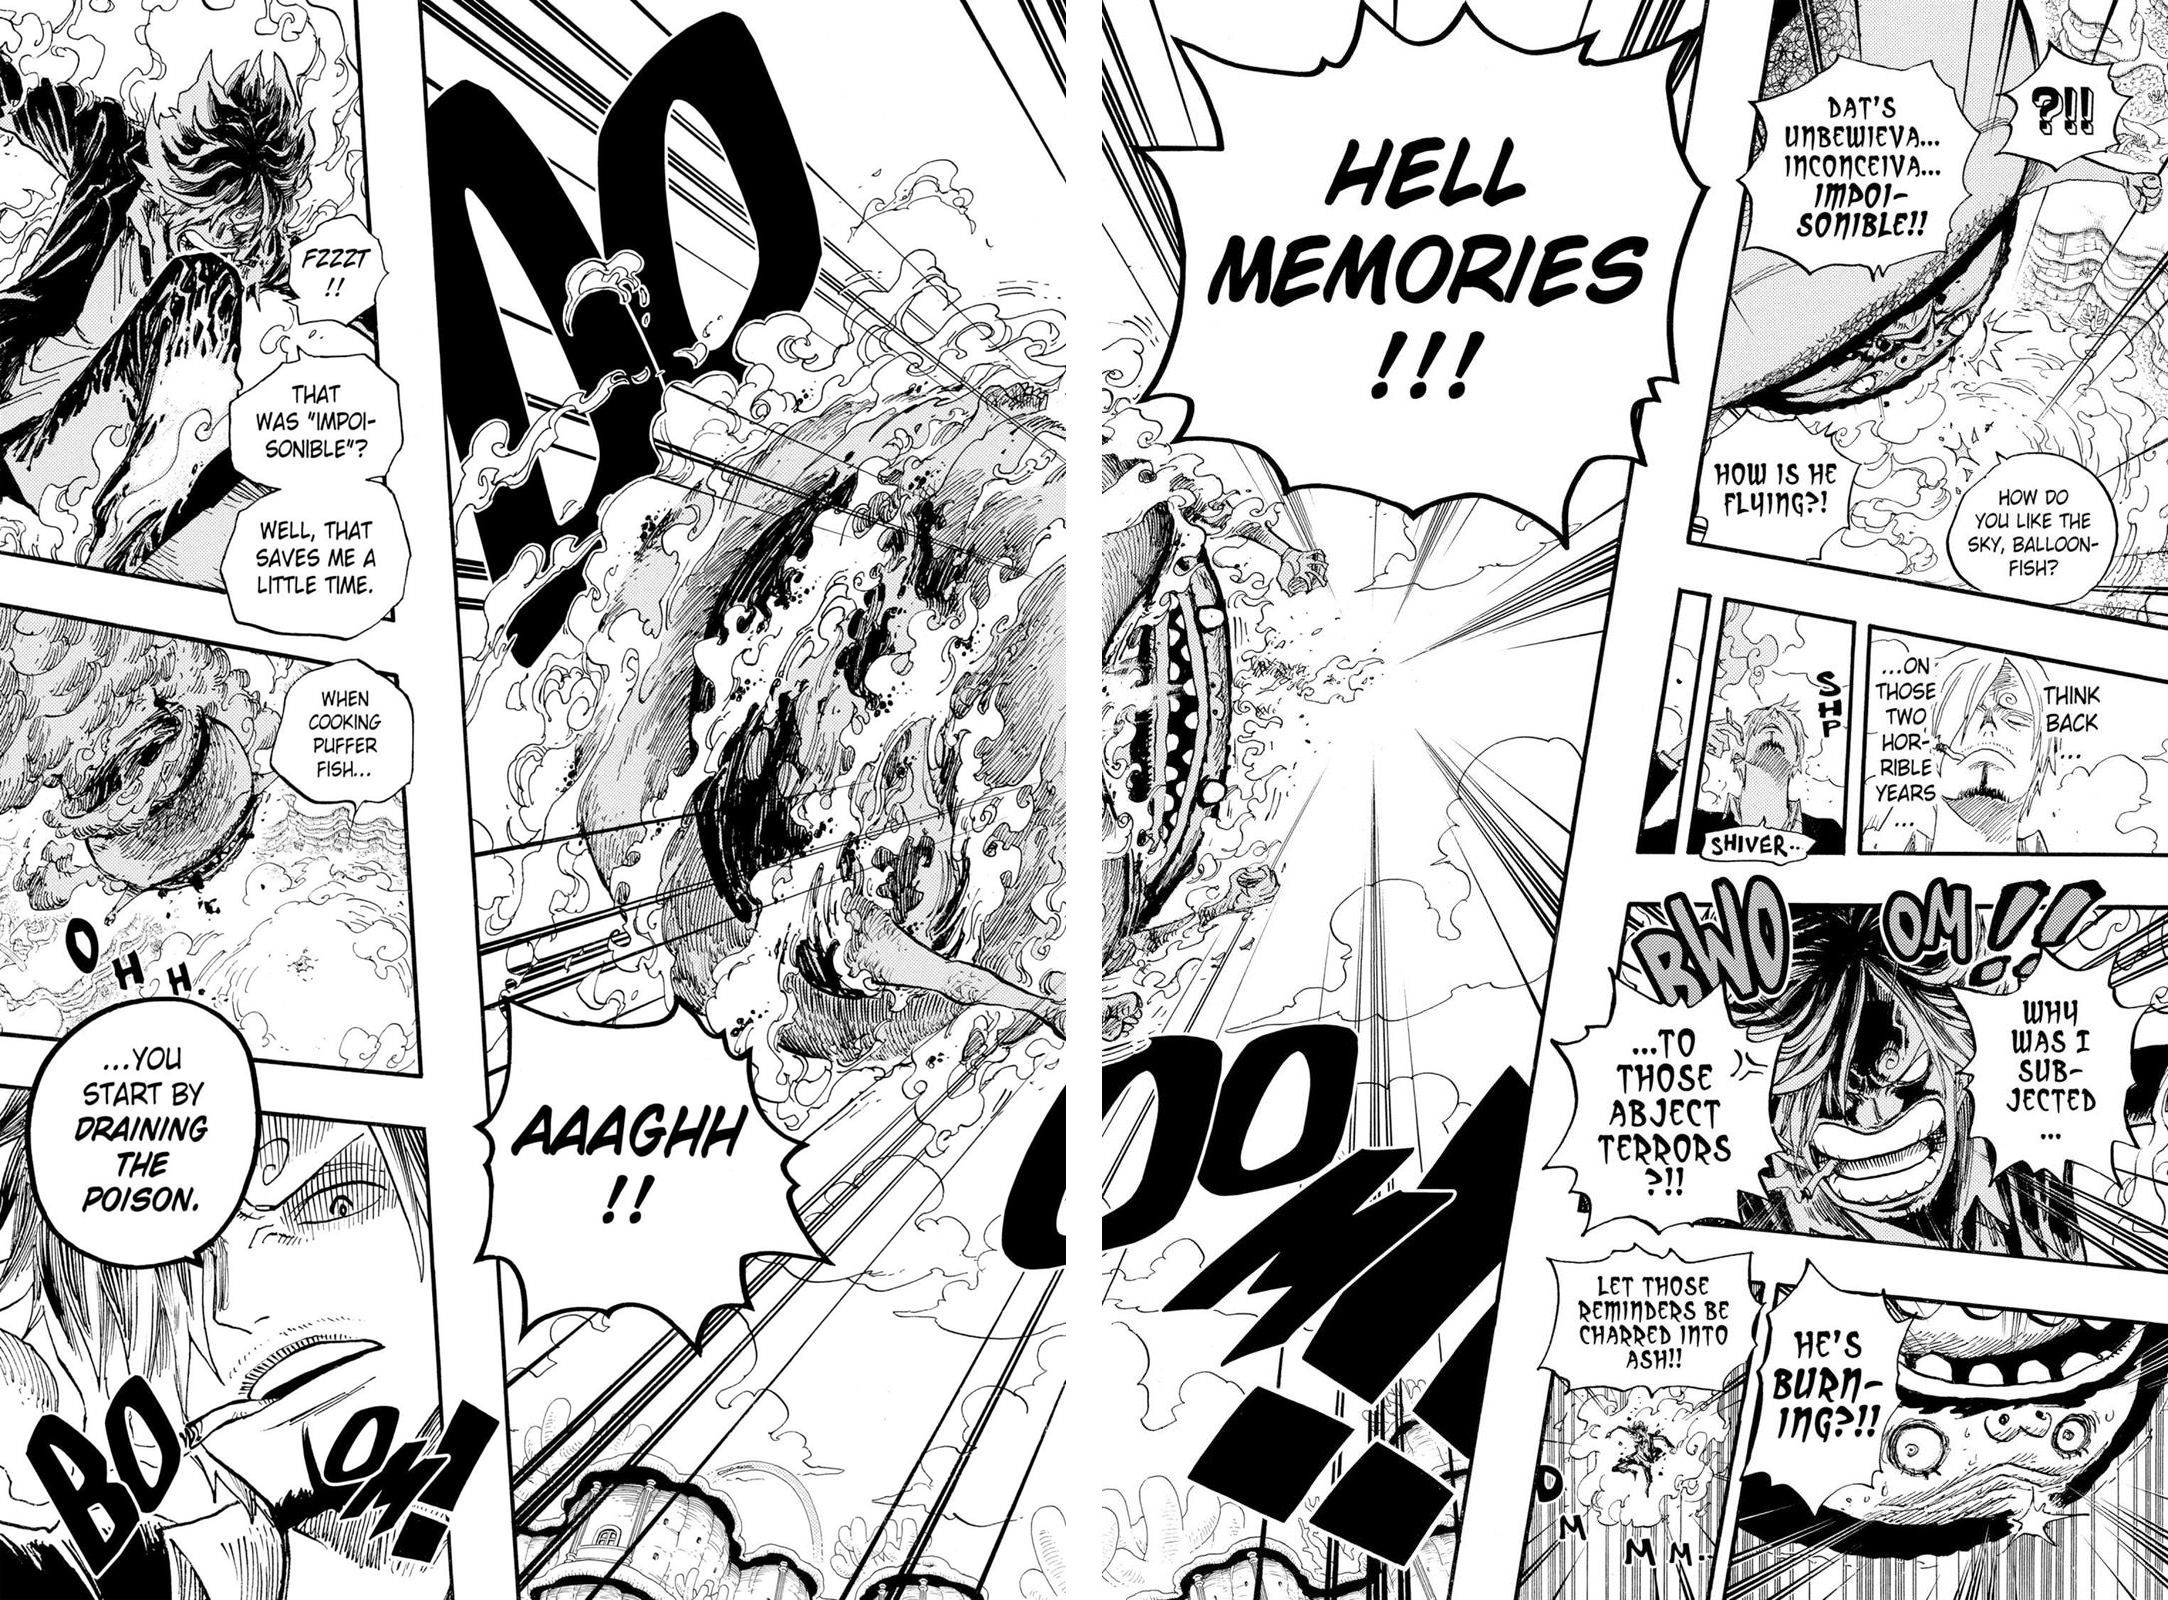 ?!!
DAT'S
UNBEWIEVA...
INCONCEIVA...
IMPOI-
SONIBLE!!
HOW IS HE
FLYING?!
HOW DO
YOU LIKE THE
SKY, BALLOON-
FISH?
THINK
BACK
...
...ON
THOSE
TWO
HOR-
RIBLE
YEARS
...
SHP
SHIVER..
RWOOM!!
WHY
WAS I
SUB-
JECTED
...
...TO
THOSE
ABJECT
TERRORS
?!!
HE'S
BURN-
ING?!!
LET THOSE
REMINDERS BE
CHARRED INTO
ASH!!
OMMM..
HELL
MEMORIES
!!!
AAAGHH
!!
OOOOM!!
FZZZT
!!
THAT
WAS "IMPOI-
SONIBLE"?
WELL, THAT
SAVES ME A
LITTLE TIME.
WHEN
COOKING
PUFFER
FISH...
OHH.
...YOU
START BY
DRAINING
THE
POISON.
BOOM!